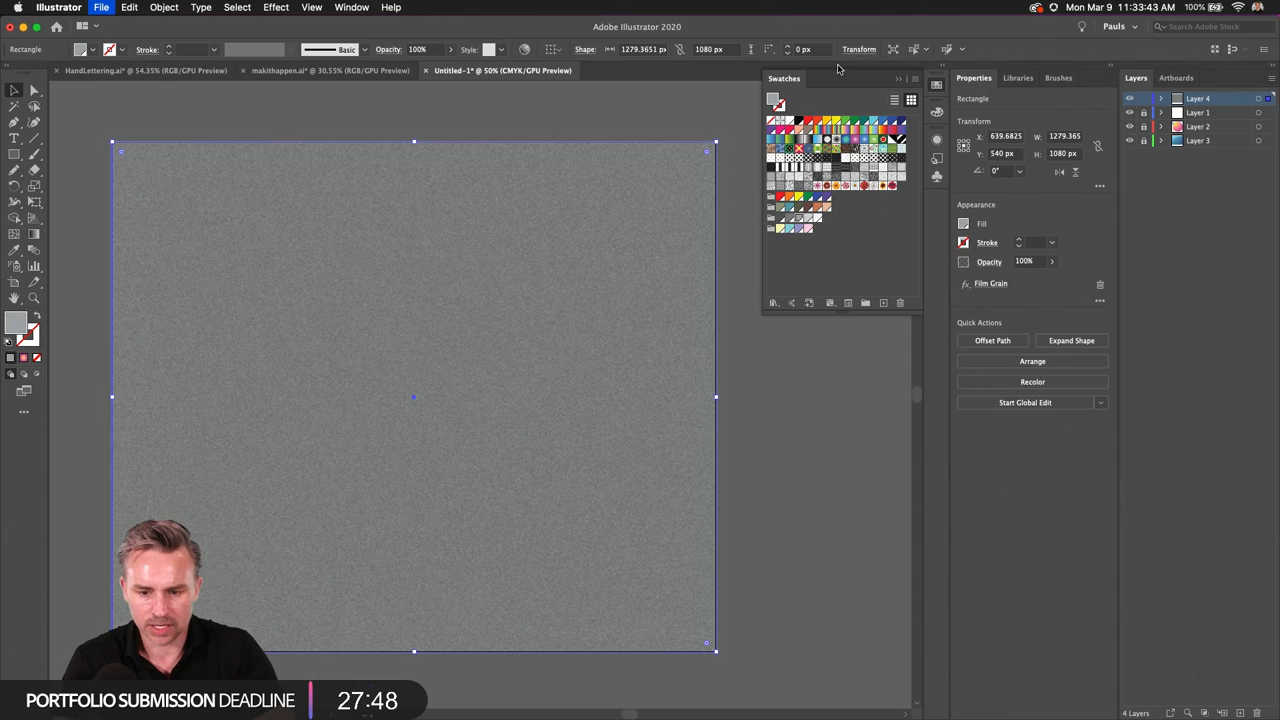 Illustrator File Edit Object Type Select Effect View Window Help
100% Mon Mar 9 11:33:43 AM
Adobe Illustrator 2020
Pauls
Search Adobe Stock
Rectangle
Stroke:
Basic
Opacity: 100%
Style:
Shape: 1279.3651 p
1080 px
0 px
Transform
HandLettering.ai* @ 54.35% (RGB/GPU Preview)
makithappen.ai* @ 30.55% (RGB/GPU Preview)
Untitled-1* @ 50% (CMYK/GPU Preview)
Swatches
Properties Libraries Brushes
Layers Artboards
Rectangle
Layer 4
Layer 1
Layer 2
Layer 3
Transform
X: 639.6825 W: 1279.365
Y: 540 px H: 1080 px
0°
Appearance
Fill
Stroke
Opacity 100%
fx Film Grain
Quick Actions
Offset Path Expand Shape
Arrange
Recolor
Start Global Edit
PORTFOLIO SUBMISSION DEADLINE 27:48
4 Layers